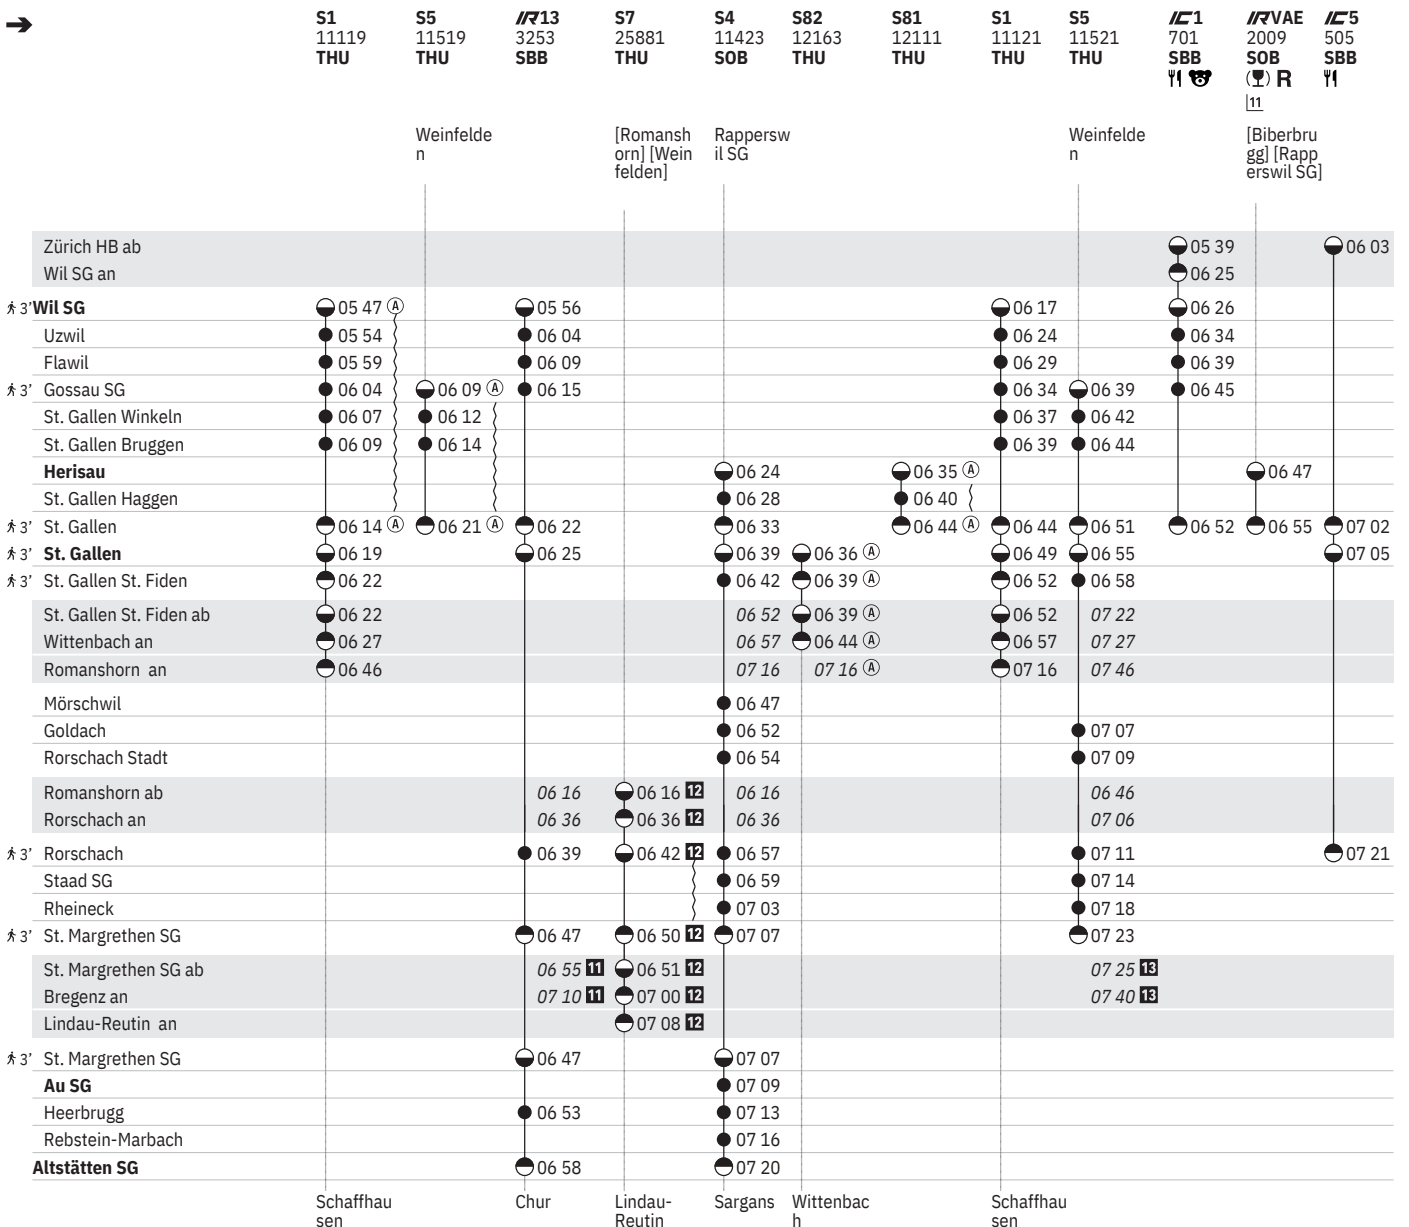 S1 S5 IR13 S7 S4 S82 S81 S1 S5 IC1 IRVAE IC5
11119 11519 3253 25881 11423 12163 12111 11121 11521 701 2009 505
THU THU SBB THU SOB THU THU THU THU SBB SOB SBB
R
11
Weinfelde [Romansh Rappersw Weinfelde [Biberbru
n orn] [Wein il SG n gg] [Rapp
felden] erswil SG]
Zürich HB ab 05 39 06 03
Wil SG an 06 25
3' Wil SG 05 47 A 05 56 06 17 06 26
Uzwil 05 54 06 04 06 24 06 34
Flawil 05 59 06 09 06 29 06 39
3' Gossau SG 06 04 06 09 A 06 15 06 34 06 39 06 45
St. Gallen Winkeln 06 07 06 12 06 37 06 42
St. Gallen Bruggen 06 09 06 14 06 39 06 44
Herisau 06 24 06 35 A 06 47
St. Gallen Haggen 06 28 06 40
3' St. Gallen 06 14 A 06 21 A 06 22 06 33 06 44 A 06 44 06 51 06 52 06 55 07 02
3' St. Gallen 06 19 06 25 06 39 06 36 A 06 49 06 55 07 05
3' St. Gallen St. Fiden 06 22 06 42 06 39 A 06 52 06 58
St. Gallen St. Fiden ab 06 22 06 52 06 39 A 06 52 07 22
Wittenbach an 06 27 06 57 06 44 A 06 57 07 27
Romanshorn an 06 46 07 16 07 16 A 07 16 07 46
Mörschwil 06 47
Goldach 06 52 07 07
Rorschach Stadt 06 54 07 09
Romanshorn ab 06 16 06 16 12 06 16 06 46
Rorschach an 06 36 06 36 12 06 36 07 06
3' Rorschach 06 39 06 42 12 06 57 07 11 07 21
Staad SG 06 59 07 14
Rheineck 07 03 07 18
3' St. Margrethen SG 06 47 06 50 12 07 07 07 23
St. Margrethen SG ab 06 55 11 06 51 12 07 25 13
Bregenz an 07 10 11 07 00 12 07 40 13
Lindau-Reutin an 07 08 12
3' St. Margrethen SG 06 47 07 07
Au SG 07 09
Heerbrugg 06 53 07 13
Rebstein-Marbach 07 16
Altstätten SG 06 58 07 20
Schaffhau Chur Lindau- Sargans Wittenbac Schaffhau
sen Reutin h sen